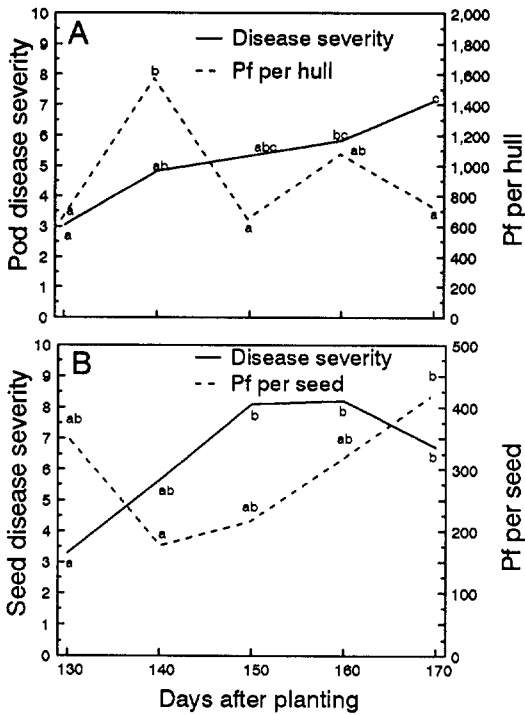 A
Disease severity
Pf per hull
Pod disease severity
10
9
8
7
6
5
4
3
2
1
0
2,000
1,800
1,600
1,400
1,200
1,000
800
600
400
200
0
Pf per hull
a
b
ab
abc
bc
c
a
a
ab
a
B
Disease severity
Pf per seed
Seed disease severity
10
9
8
7
6
5
4
3
2
1
0
500
400
300
200
100
0
Pf per seed
ab
a
ab
b
b
b
a
ab
ab
b
130 140 150 160 170
Days after planting